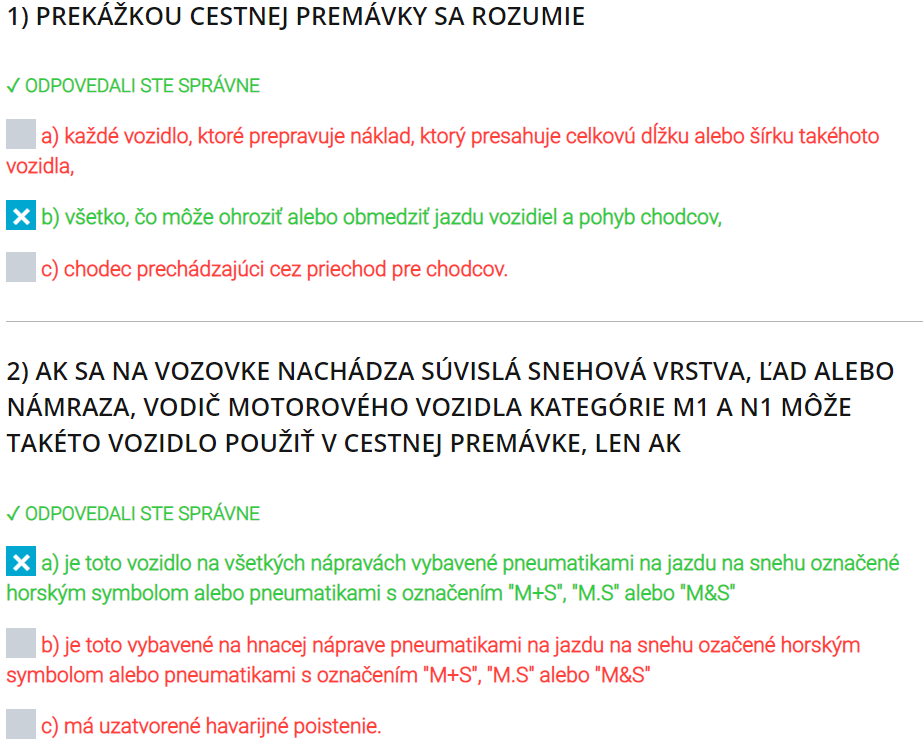 1) PREKÁŽKOU CESTNEJ PREMÁVKY SA ROZUMIE
✓ ODPOVEDALI STE SPRÁVNE
a) každé vozidlo, ktoré prepravuje náklad, ktorý presahuje celkovú dĺžku alebo šírku takéhoto
vozidla,
b) všetko, čo môže ohroziť alebo obmedziť jazdu vozidiel a pohyb chodcov,
c) chodec prechádzajúci cez priechod pre chodcov.
2) AK SA NA VOZOVKE NACHÁDZA SÚVISLÁ SNEHOVÁ VRSTVA, ĽAD ALEBO
NÁMRAZA, VODIČ MOTOROVÉHO VOZIDLA KATEGÓRIE M1 A N1 MÔŽE
TAKÉTO VOZIDLO POUŽIŤ V CESTNEJ PREMÁVKE, LEN AK
✓ ODPOVEDALI STE SPRÁVNE
a) je toto vozidlo na všetkých nápravách vybavené pneumatikami na jazdu na snehu označené
horským symbolom alebo pneumatikami s označením "M+S", "M.S" alebo "M&S"
b) je toto vybavené na hnacej náprave pneumatikami na jazdu na snehu ozačené horským
symbolom alebo pneumatikami s označením "M+S", "M.S" alebo "M&S"
c) má uzatvorené havarijné poistenie.